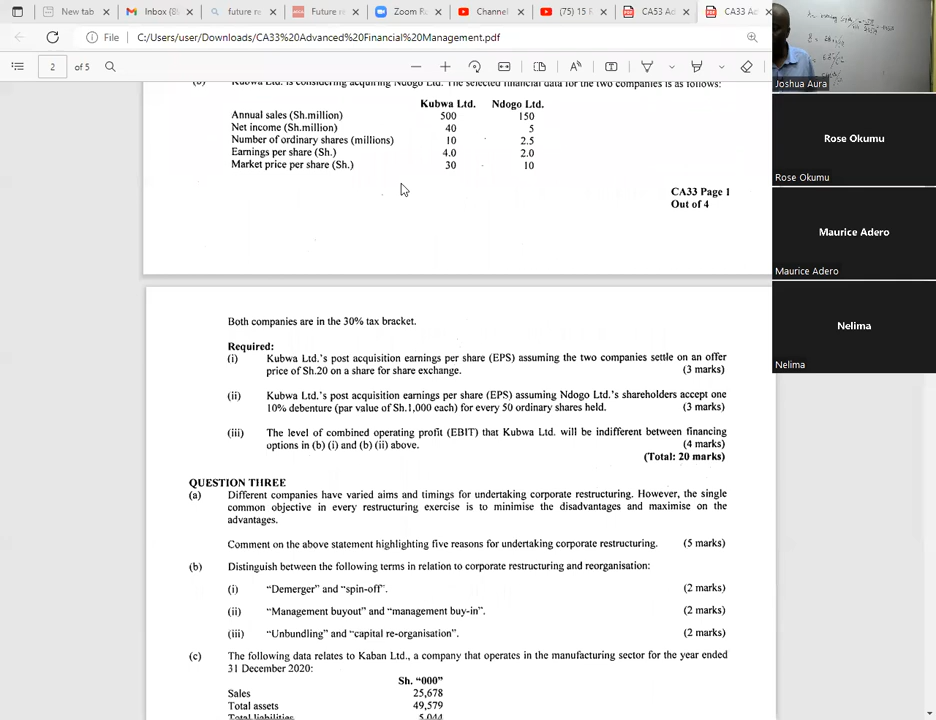 New tab
Inbox (8
future re
Future re
Zoom R
Channel
(75) 15 F
CA53 A
CA33 Ad
File
C:/Users/user/Downloads/CA33%20Advanced%20Financial%20Management.pdf
2 of 5
Kubwa Ltd. is considering acquiring Ndogo Ltd. The selected financial data for the two companies is as follows:
Kubwa Ltd. Ndogo Ltd.
Annual sales (Sh.million) 500 150
Net income (Sh.million) 40 5
Number of ordinary shares (millions) 10 2.5
Earnings per share (Sh.) 4.0 2.0
Market price per share (Sh.) 30 10
CA33 Page 1
Out of 4
Both companies are in the 30% tax bracket.
Required:
(i) Kubwa Ltd.'s post acquisition earnings per share (EPS) assuming the two companies settle on an offer
price of Sh.20 on a share for share exchange. (3 marks)
(ii) Kubwa Ltd.'s post acquisition earnings per share (EPS) assuming Ndogo Ltd.'s shareholders accept one
10% debenture (par value of Sh.1,000 each) for every 50 ordinary shares held. (3 marks)
(iii) The level of combined operating profit (EBIT) that Kubwa Ltd. will be indifferent between financing
options in (b) (i) and (b) (ii) above. (4 marks)
(Total: 20 marks)
QUESTION THREE
(a) Different companies have varied aims and timings for undertaking corporate restructuring. However, the single
common objective in every restructuring exercise is to minimise the disadvantages and maximise on the
advantages.
Comment on the above statement highlighting five reasons for undertaking corporate restructuring. (5 marks)
(b) Distinguish between the following terms in relation to corporate restructuring and reorganisation:
(i) "Demerger" and "spin-off". (2 marks)
(ii) "Management buyout" and "management buy-in". (2 marks)
(iii) "Unbundling" and "capital re-organisation". (2 marks)
(c) The following data relates to Kaban Ltd., a company that operates in the manufacturing sector for the year ended
31 December 2020:
Sh. "000"
Sales 25,678
Total assets 49,579
Total liabilities 5,044
Joshua Aura
Rose Okumu
Rose Okumu
Maurice Adero
Maurice Adero
Nelima
Nelima